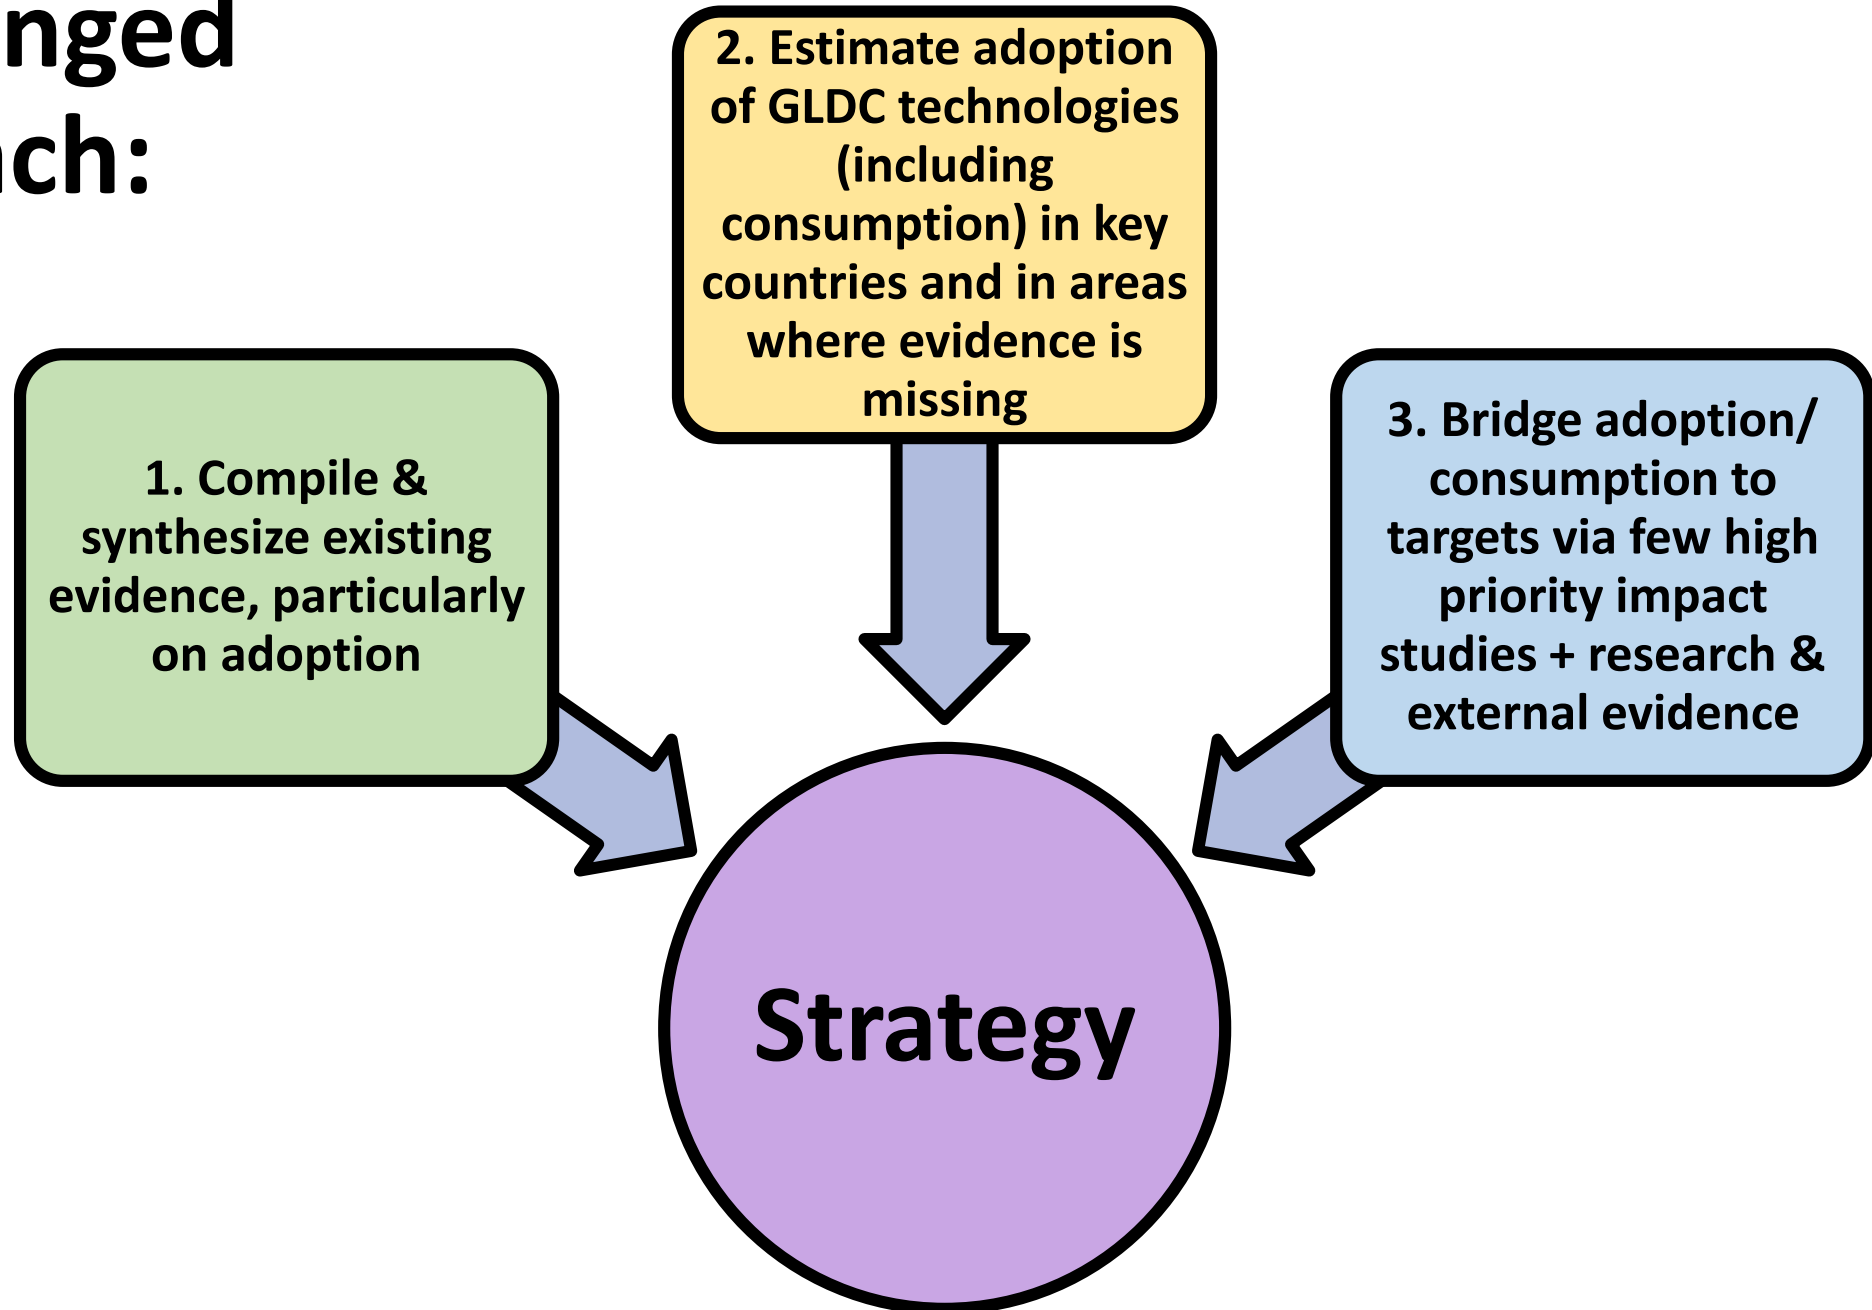 nged
ach:
2. Estimate adoption
of GLDC technologies
(including
consumption) in key
countries and in areas
where evidence is
missing
1. Compile &
synthesize existing
evidence, particularly
on adoption
3. Bridge adoption/
consumption to
targets via few high
priority impact
studies + research &
external evidence
Strategy